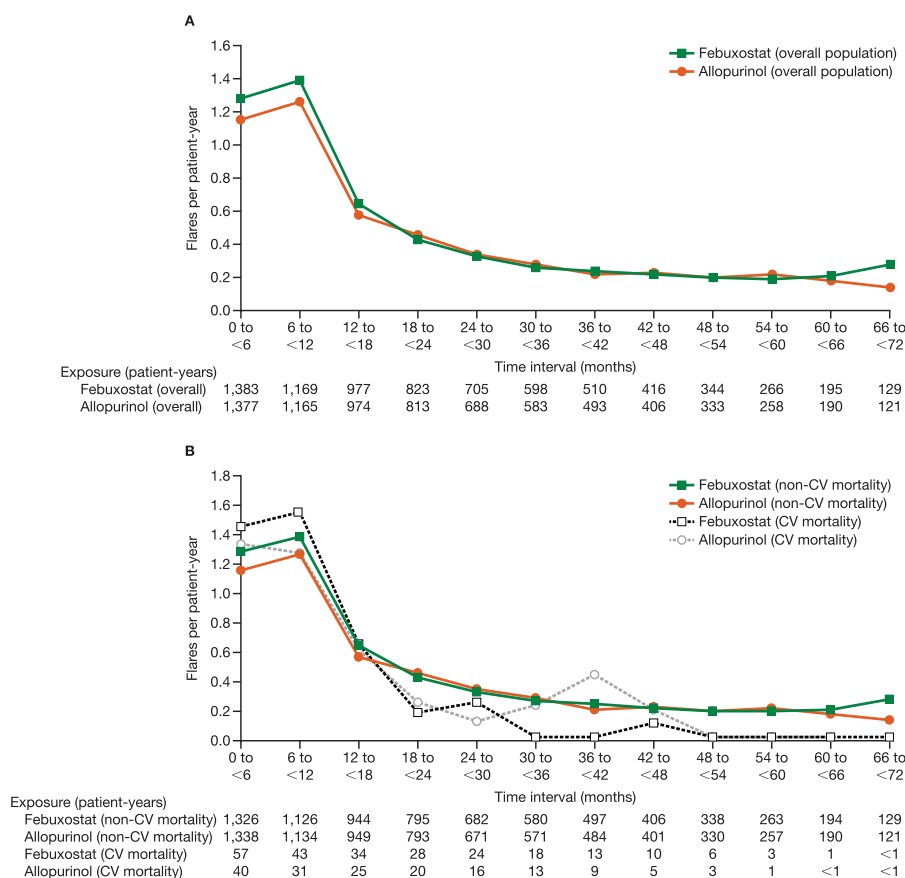 A
1.6
1.4
1.2
1.0
0.8
0.6
0.4
0.2
0.0
Flares per patient-year
Febuxostat (overall population)
Allopurinol (overall population)
0 to 6 to 12 to 18 to 24 to 30 to 36 to 42 to 48 to 54 to 60 to 66 to
<6 <12 <18 <24 <30 <36 <42 <48 <54 <60 <66 <72
Time interval (months)
Exposure (patient-years)
Febuxostat (overall) 1,383 1,169 977 823 705 598 510 416 344 266 195 129
Allopurinol (overall) 1,377 1,165 974 813 688 583 493 406 333 258 190 121
B
1.8
1.6
1.4
1.2
1.0
0.8
0.6
0.4
0.2
0.0
Flares per patient-year
Febuxostat (non-CV mortality)
Allopurinol (non-CV mortality)
Febuxostat (CV mortality)
Allopurinol (CV mortality)
0 to 6 to 12 to 18 to 24 to 30 to 36 to 42 to 48 to 54 to 60 to 66 to
<6 <12 <18 <24 <30 <36 <42 <48 <54 <60 <66 <72
Time interval (months)
Exposure (patient-years)
Febuxostat (non-CV mortality) 1,326 1,126 944 795 682 580 497 406 338 263 194 129
Allopurinol (non-CV mortality) 1,338 1,134 949 793 671 571 484 401 330 257 190 121
Febuxostat (CV mortality) 57 43 34 28 24 18 13 10 6 3 1 <1
Allopurinol (CV mortality) 40 31 25 20 16 13 9 5 3 1 <1 <1